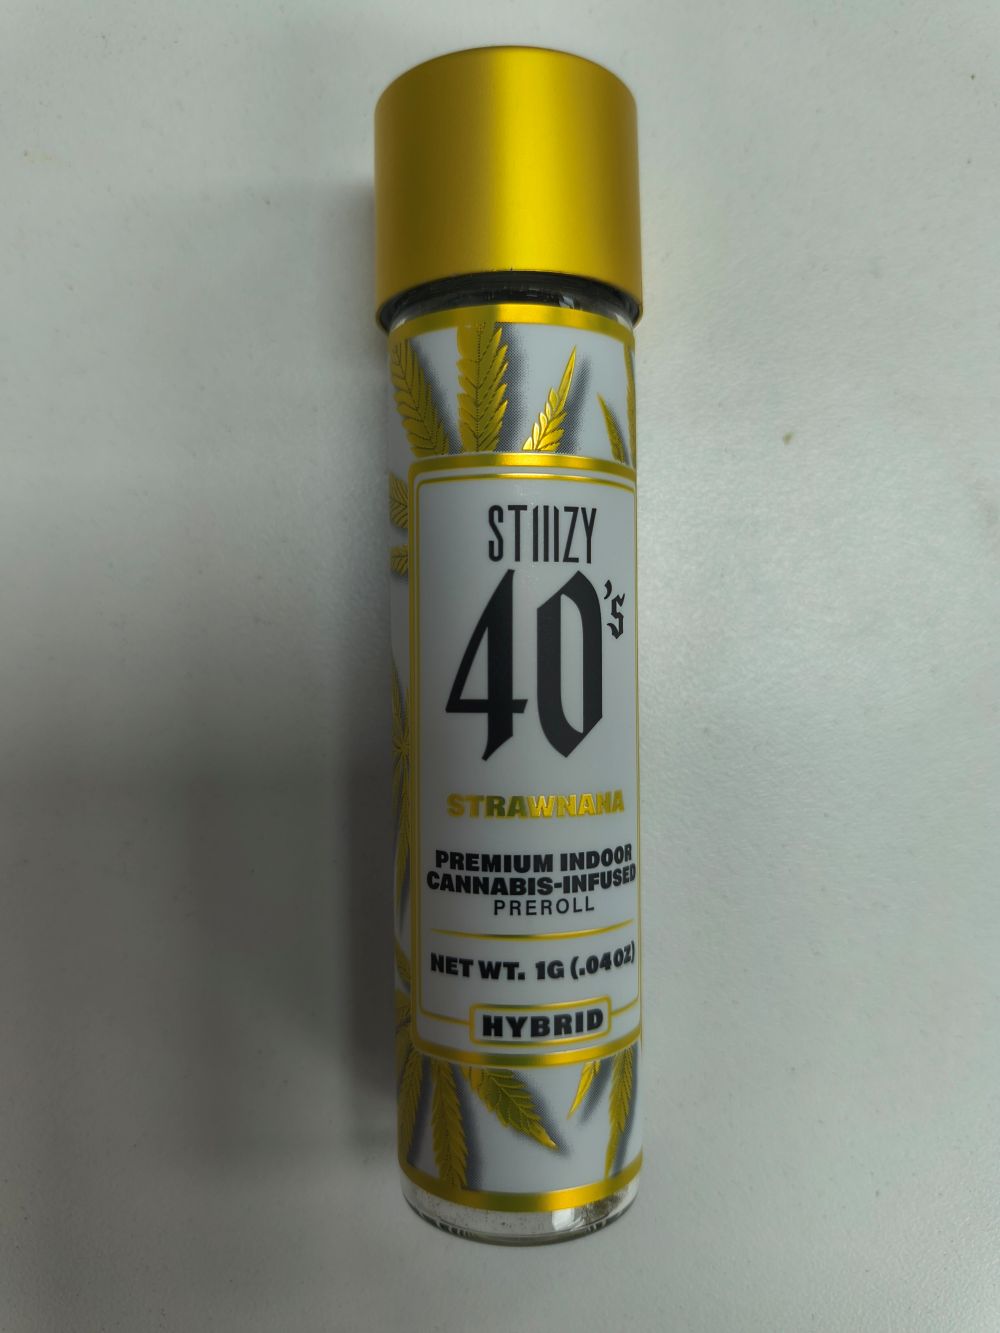 STIIIZY
40's
STRAWNANA
PREMIUM INDOOR
CANNABIS-INFUSED
PREROLL
NET WT. 1G (.04OZ)
HYBRID